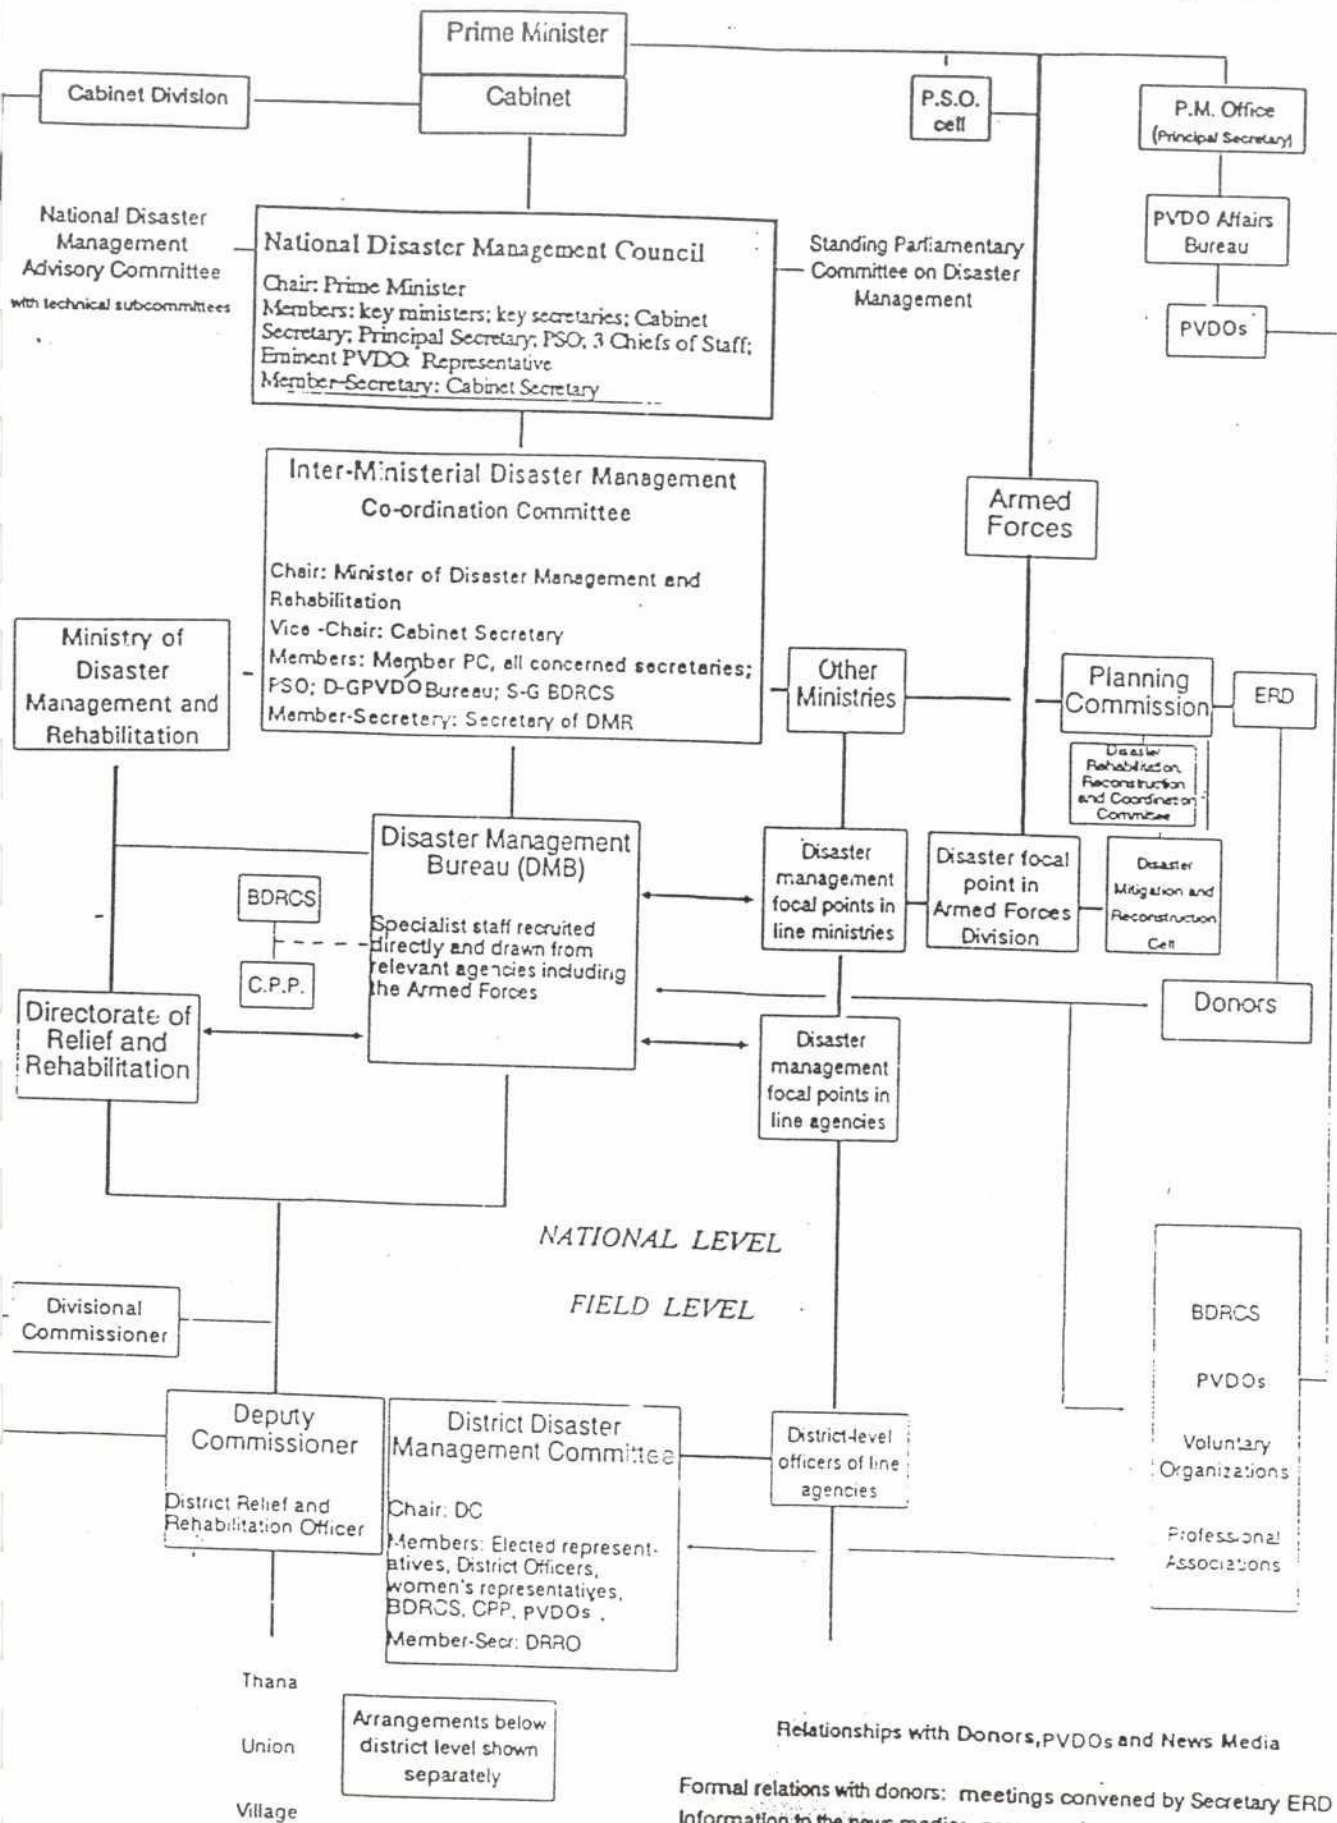 Prime Minister
Cabinet Division
Cabinet
P.S.O.
cell
P.M. Office
(Principal Secretary)
National Disaster
Management
Advisory Committee
with technical subcommittees
National Disaster Management Council
Chair: Prime Minister
Members: key ministers; key secretaries; Cabinet
Secretary; Principal Secretary; PSO; 3 Chiefs of Staff;
Eminent PVDO Representative
Member-Secretary: Cabinet Secretary
Standing Parliamentary
Committee on Disaster
Management
PVDO Affairs
Bureau
PVDOs
Inter-Ministerial Disaster Management
Co-ordination Committee
Chair: Minister of Disaster Management and
Rehabilitation
Vice -Chair: Cabinet Secretary
Members: Member PC, all concerned secretaries;
PSO; D-GPVDO Bureau; S-G BDRCS
Member-Secretery: Secretary of DMR
Armed
Forces
Ministry of
Disaster
Management and
Rehabilitation
Other
Ministries
Planning
Commission
ERD
Disaster
Rehabilitation,
Reconstruction
and Coordination
Committee
Disaster Management
Bureau (DMB)
Specialist staff recruited
directly and drawn from
relevant agencies including
the Armed Forces
BDRCS
C.P.P.
Disaster
management
focal points in
line ministries
Disaster focal
point in
Armed Forces
Division
Disaster
Mitigation and
Reconstruction
Cell
Directorate of
Relief and
Rehabilitation
Donors
Disaster
management
focal points in
line agencies
NATIONAL LEVEL
FIELD LEVEL
Divisional
Commissioner
BDRCS
PVDOs
Voluntary
Organizations
Professional
Associations
Deputy
Commissioner
District Relief and
Rehabilitation Officer
District Disaster
Management Committee
Chair: DC
Members: Elected represent-
atives, District Officers,
women's representatives,
BDRCS, CPP, PVDOs,
Member-Secr: DRRO
District-level
officers of line
agencies
Thana
Union
Village
Arrangements below
district level shown
separately
Relationships with Donors, PVDOs and News Media
Formal relations with donors: meetings convened by Secretary ERD
Information to the news media: